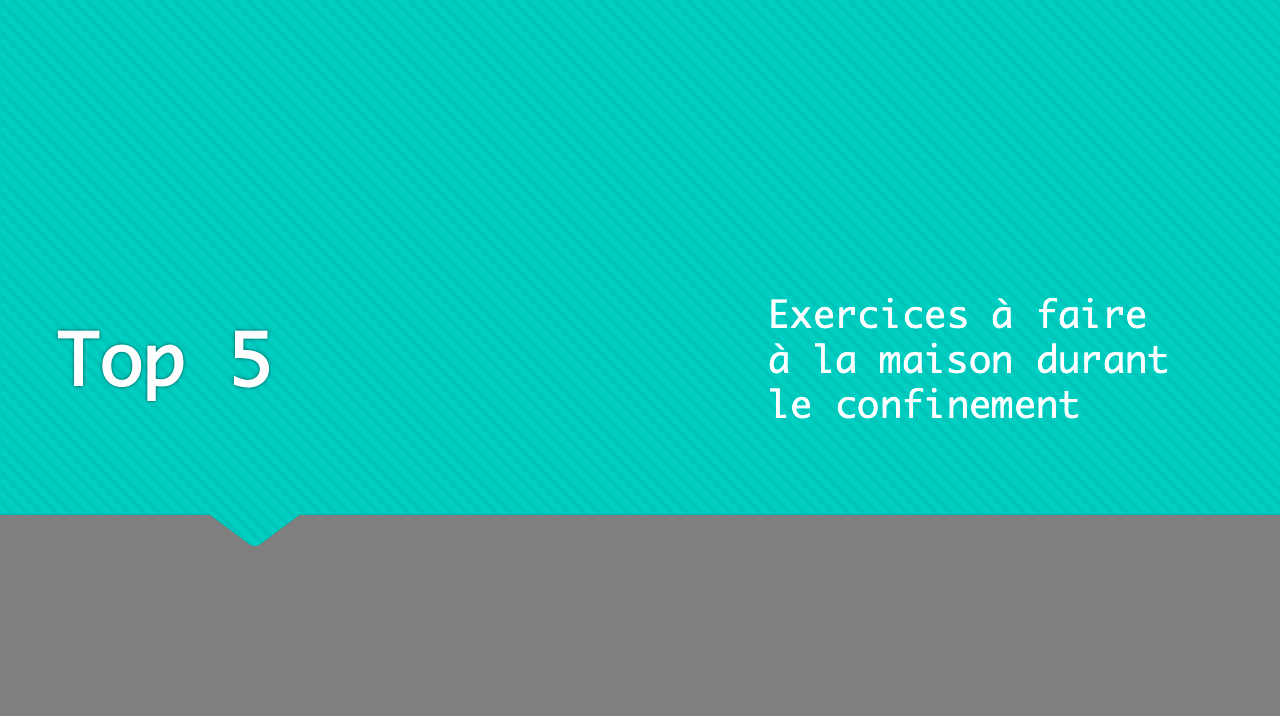 Top 5
Exercices à faire
à la maison durant
le confinement